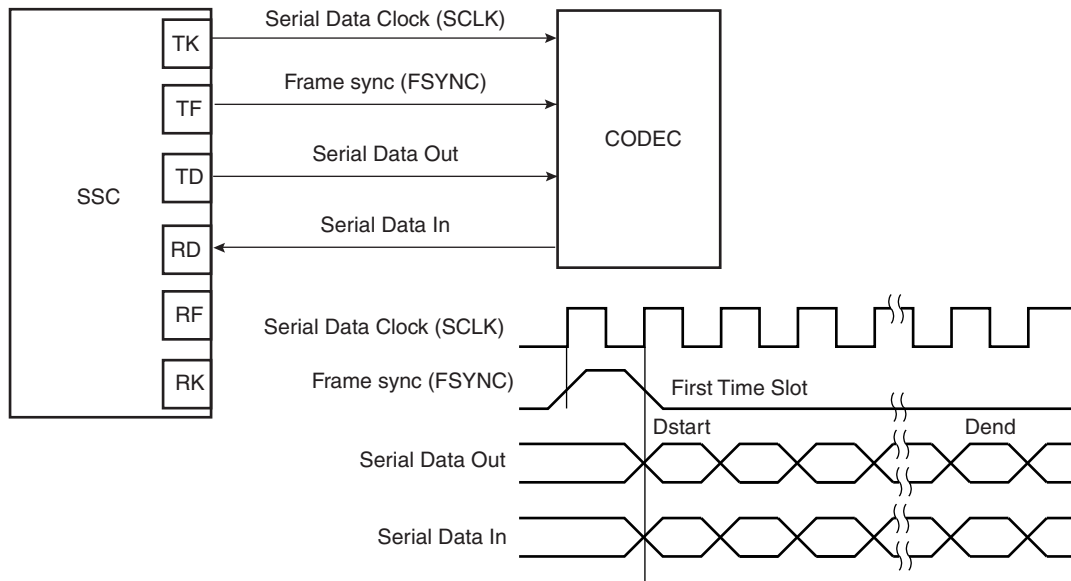 SSC
TK
TF
TD
RD
RF
RK
Serial Data Clock (SCLK)
Frame sync (FSYNC)
Serial Data Out
Serial Data In
CODEC
Serial Data Clock (SCLK)
Frame sync (FSYNC)
First Time Slot
Dstart
Dend
Serial Data Out
Serial Data In